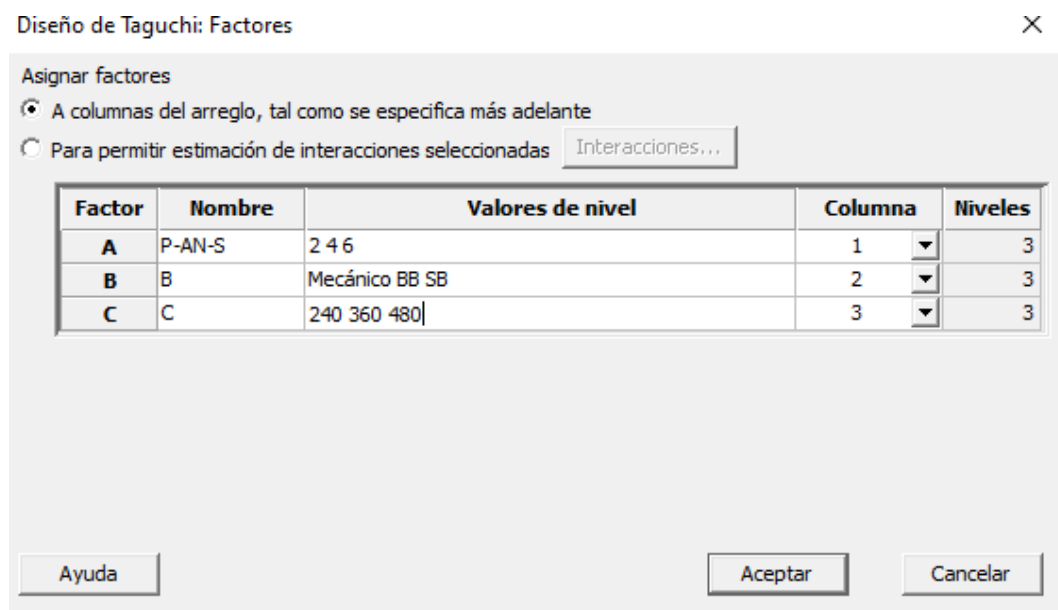 Diseño de Taguchi: Factores
Asignar factores
A columnas del arreglo, tal como se especifica más adelante
Para permitir estimación de interacciones seleccionadas Interacciones...
Factor Nombre Valores de nivel Columna Niveles
A P-AN-S 2 4 6 1 3
B B Mecánico BB SB 2 3
C C 240 360 480 3 3
Ayuda Aceptar Cancelar